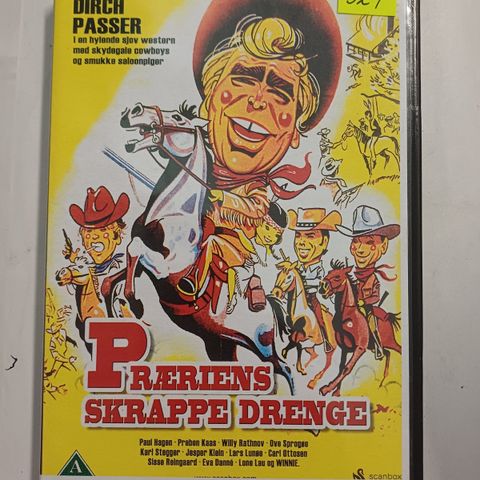 DIRCH
PASSER
i en hylende sjov western
med skydegale cowboys
og smukke saloonpiger
PRÆRIENS
SKRAPPE DRENGE
Paul Hagen · Preben Kaas · Willy Rathnov · Ove Sprogøe
Karl Stegger · Jesper Klein · Lars Lunøe · Carl Ottosen
Sisse Reingaard · Eva Danné · Lone Lau og WINNIE.
A
scanbox